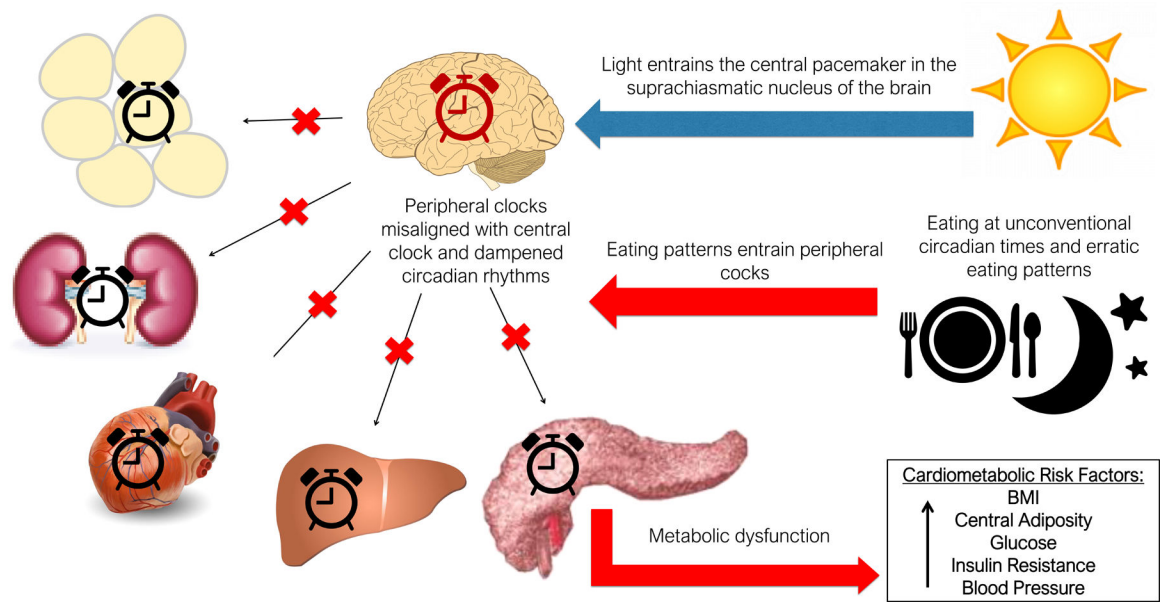 Light entrains the central pacemaker in the
suprachiasmatic nucleus of the brain
Peripheral clocks
misaligned with central
clock and dampened
circadian rhythms
Eating patterns entrain peripheral
cocks
Eating at unconventional
circadian times and erratic
eating patterns
Metabolic dysfunction
Cardiometabolic Risk Factors:
BMI
Central Adiposity
Glucose
Insulin Resistance
Blood Pressure